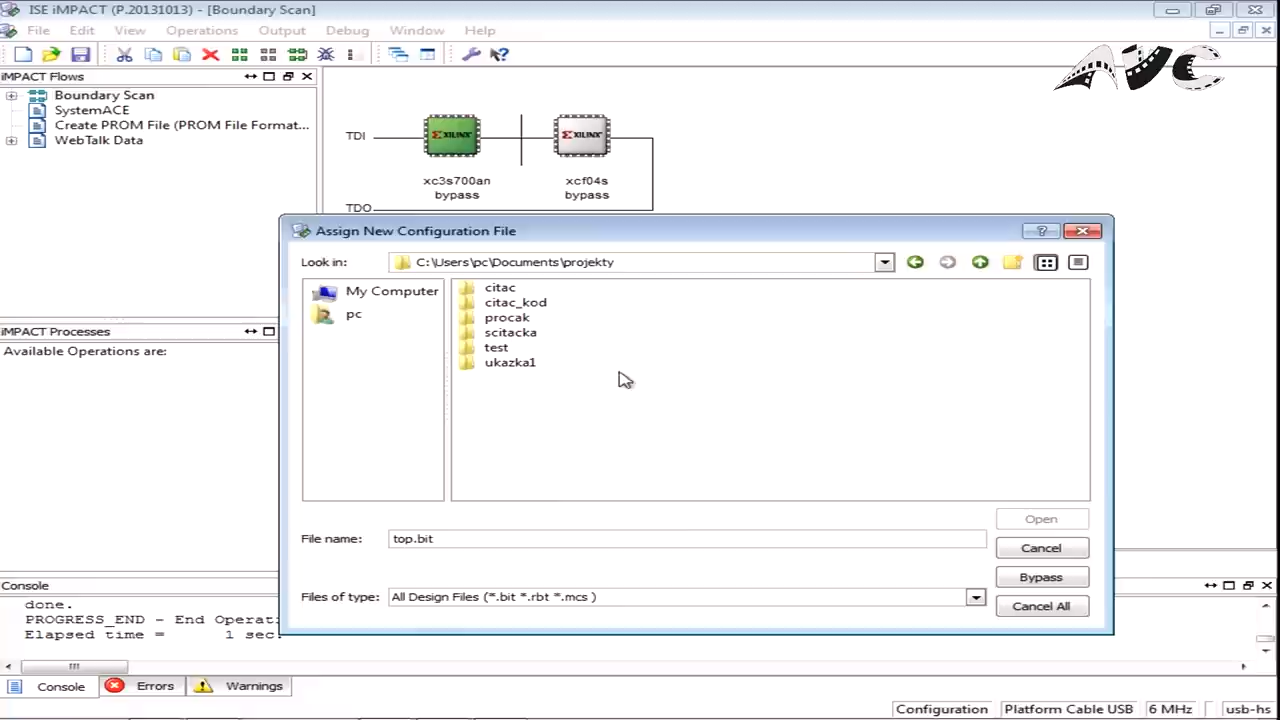 ISE iMPACT (P.20131013) - [Boundary Scan]
File Edit View Operations Output Debug Window Help
AVC
iMPACT Flows
Boundary Scan
SystemACE
Create PROM File (PROM File Format...
WebTalk Data
TDI
XILINX
XILINX
xc3s700an
bypass
xcf04s
bypass
TDO
Assign New Configuration File
Look in:
C:\Users\pc\Documents\projekty
My Computer
pc
citac
citac_kod
procak
scitacka
test
ukazka1
iMPACT Processes
Available Operations are:
Open
File name:
top.bit
Cancel
Bypass
Files of type:
All Design Files (*.bit *.rbt *.mcs )
Cancel All
Console
done.
PROGRESS_END - End Operati
Elapsed time = 1 sec.
Console Errors Warnings
Configuration Platform Cable USB 6 MHz usb-hs